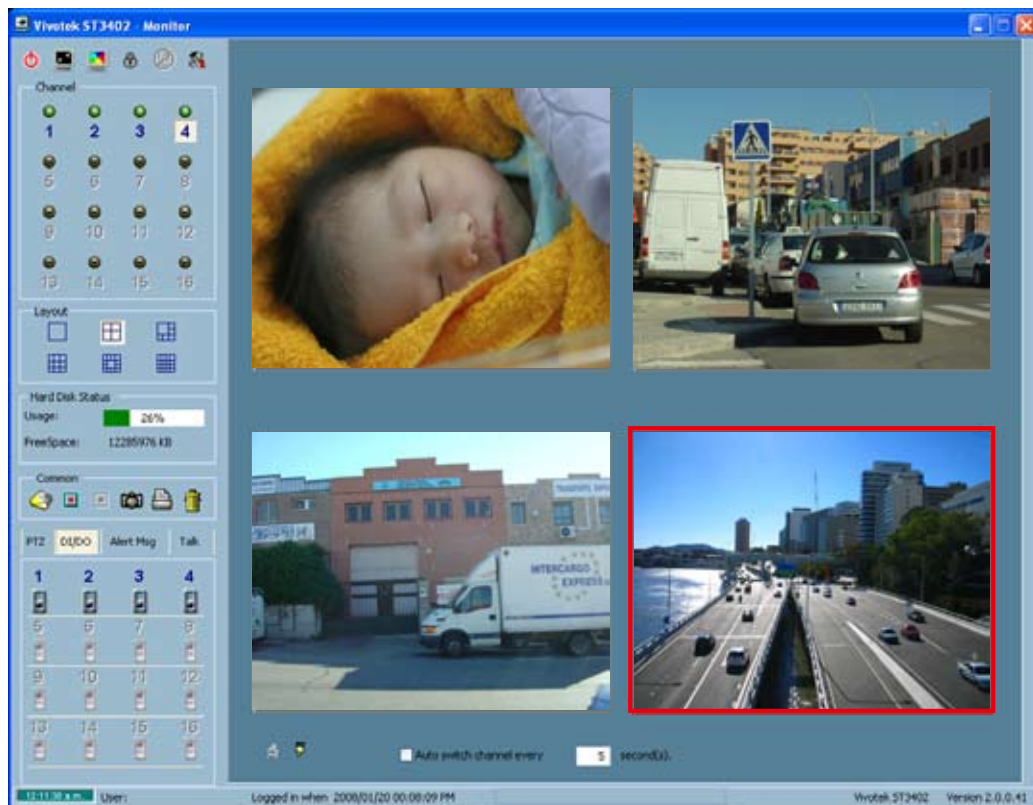 Vivotek ST3402 - Monitor
Channel
1 2 3 4
5 6 7 8
9 10 11 12
13 14 15 16
Layout
Hard Disk Status
Usage: 26%
FreeSpace: 12285976 KB
Common
PTZ DI/DO Alert Msg Talk
1 2 3 4
5 6 7 8
9 10 11 12
13 14 15 16
INTERCARGO
EXPRESS
Auto switch channel every 5 second(s).
12:11:38 a.m. User: Logged in when 2008/01/20 00:08:09 PM Vivotek ST3402 Version 2.0.0.41